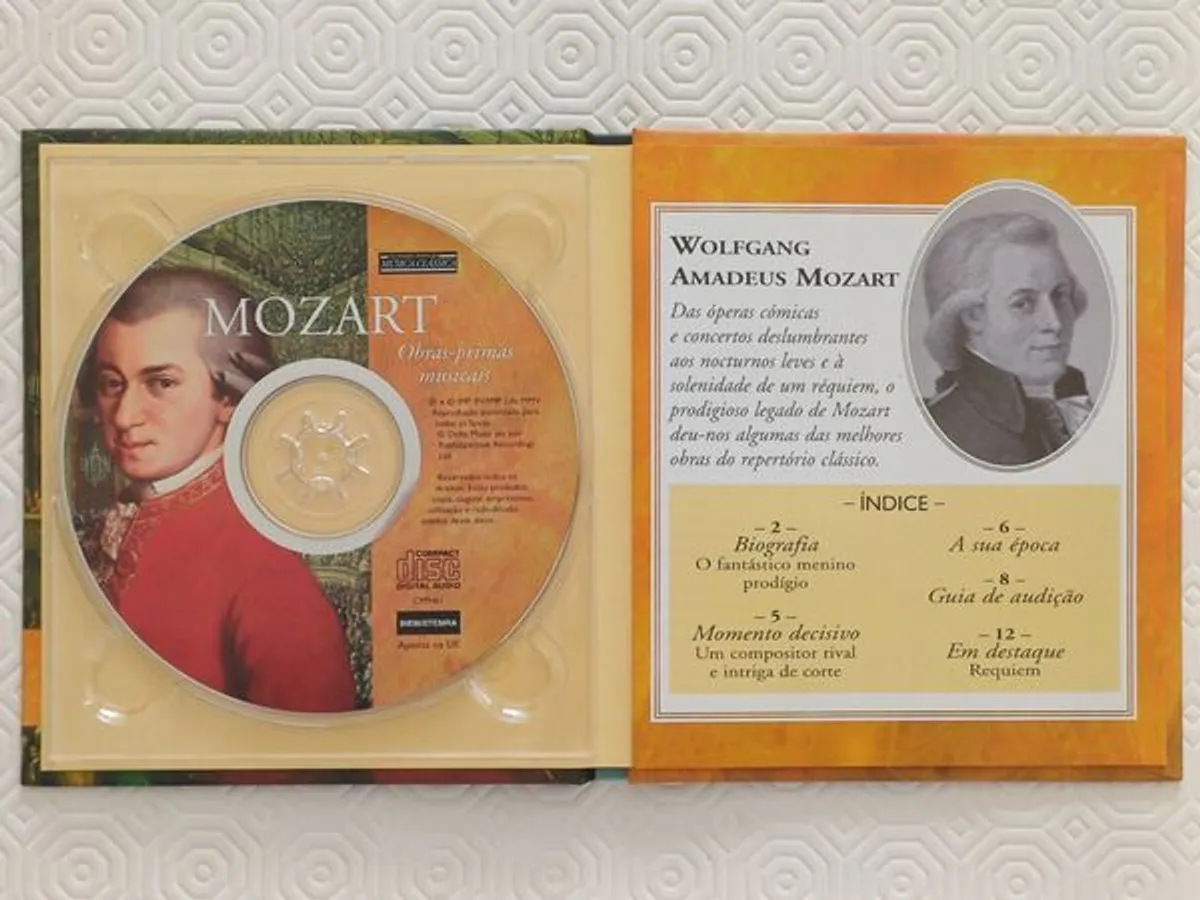 MÚSICA CLÁSSICA
MOZART
Obras-primas
musicais
COMPACT
disc
DIGITAL AUDIO
WOLFGANG
AMADEUS MOZART
Das óperas cómicas
e concertos deslumbrantes
aos nocturnos leves e à
solenidade de um réquiem, o
prodigioso legado de Mozart
deu-nos algumas das melhores
obras do repertório clássico.
– ÍNDICE –
– 2 –
Biografia
O fantástico menino
prodígio
– 5 –
Momento decisivo
Um compositor rival
e intriga de corte
– 6 –
A sua época
– 8 –
Guia de audição
– 12 –
Em destaque
Requiem